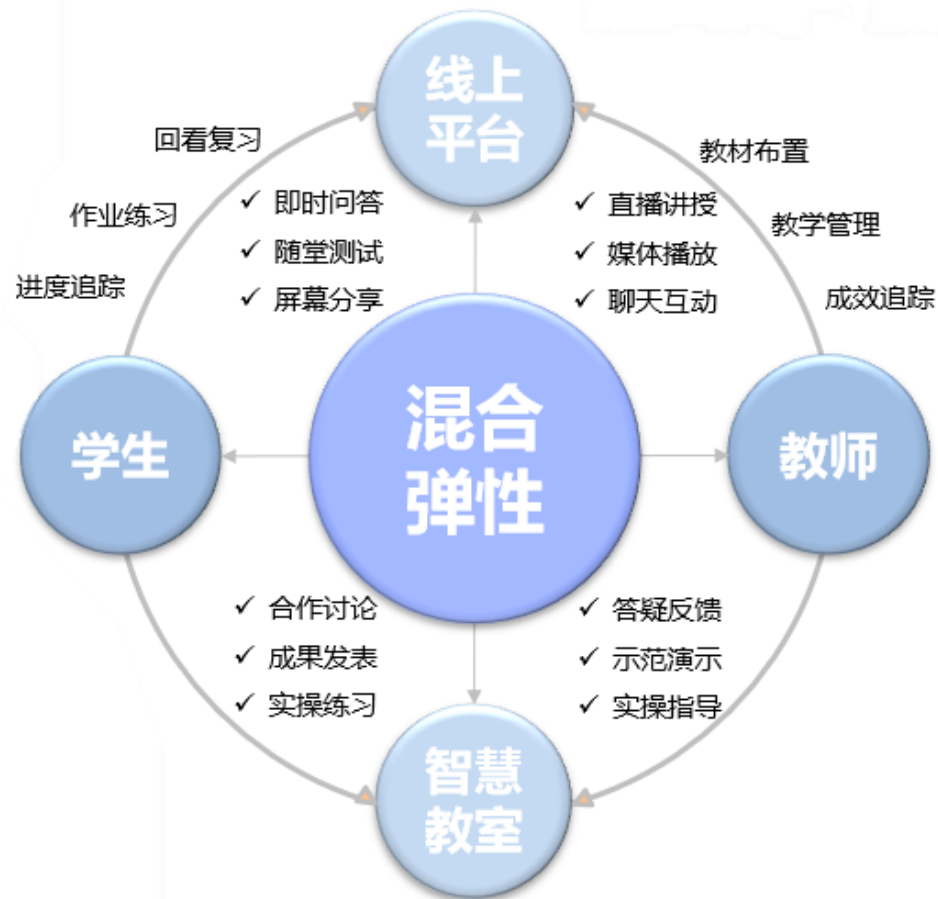 线上
平台
回看复习
教材布置
✓ 即时问答
✓ 直播讲授
作业练习
教学管理
✓ 随堂测试
✓ 媒体播放
进度追踪
✓ 屏幕分享
✓ 聊天互动
成效追踪
混合
弹性
学生
教师
✓ 合作讨论
✓ 答疑反馈
✓ 成果发表
✓ 示范演示
✓ 实操练习
✓ 实操指导
智慧
教室